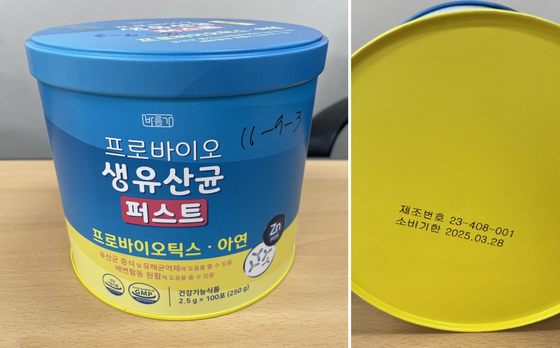 바름가
11-9-3
프로바이오
생유산균
퍼스트
프로바이오틱스 · 아연
Zn
유산균 증식 및 유해균억제에 도움을 줄 수 있음
배변활동 원활에 도움을 줄 수 있음
GMP
건강기능식품
2.5 g × 100포 (250 g)
제조번호 23-408-001
소비기한 2025.03.28